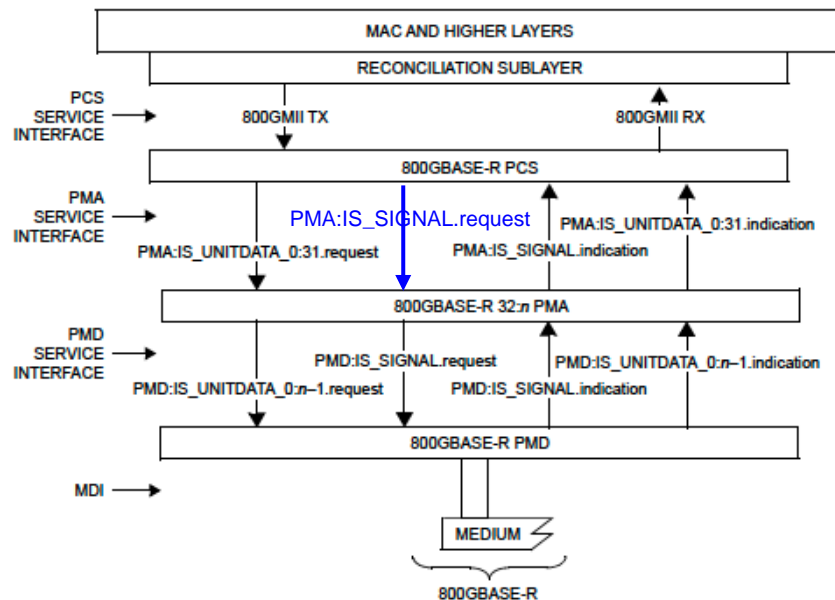 MAC AND HIGHER LAYERS
RECONCILIATION SUBLAYER
PCS
SERVICE
INTERFACE
800GMII TX
800GMII RX
800GBASE-R PCS
PMA
SERVICE
INTERFACE
PMA:IS_SIGNAL.request
PMA:IS_UNITDATA_0:31.indication
PMA:IS_UNITDATA_0:31.request
PMA:IS_SIGNAL.indication
800GBASE-R 32:n PMA
PMD
SERVICE
INTERFACE
PMD:IS_SIGNAL.request
PMD:IS_UNITDATA_0:n–1.indication
PMD:IS_UNITDATA_0:n–1.request
PMD:IS_SIGNAL.indication
800GBASE-R PMD
MDI
MEDIUM
800GBASE-R